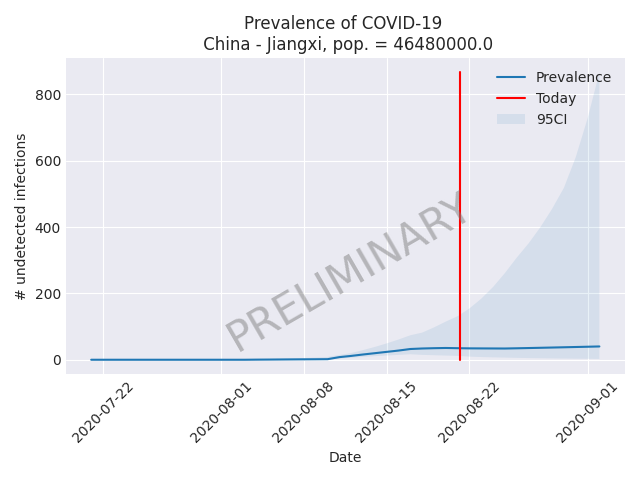 Prevalence of COVID-19
China - Jiangxi, pop. = 46480000.0
Prevalence
Today
95CI
800
600
400
200
0
# undetected infections
PRELIMINARY
2020-07-22
2020-08-01
2020-08-08
2020-08-15
2020-08-22
2020-09-01
Date